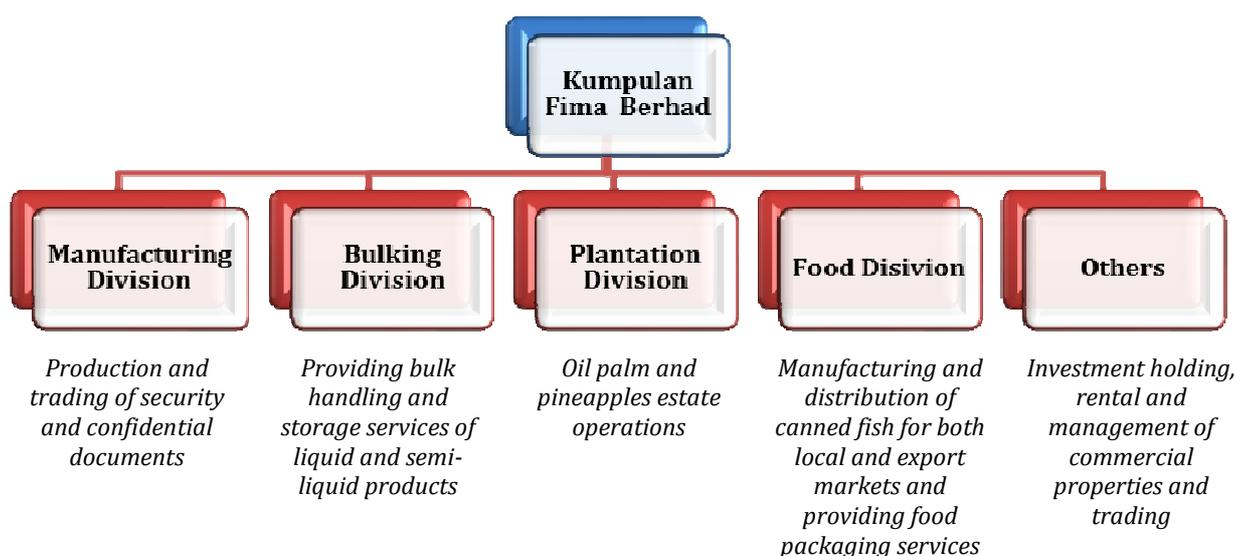 Kumpulan
Fima Berhad
Manufacturing
Division
Bulking
Division
Plantation
Division
Food Disivion
Others
Production and
trading of security
and confidential
documents
Providing bulk
handling and
storage services of
liquid and semi-
liquid products
Oil palm and
pineapples estate
operations
Manufacturing and
distribution of
canned fish for both
local and export
markets and
providing food
packaging services
Investment holding,
rental and
management of
commercial
properties and
trading